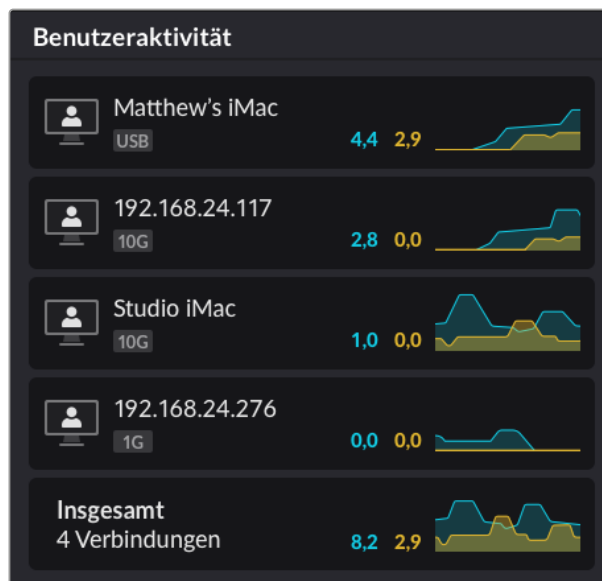 Benutzeraktivität
Matthew’s iMac
USB
4,4 2,9
192.168.24.117
10G
2,8 0,0
Studio iMac
10G
1,0 0,0
192.168.24.276
1G
0,0 0,0
Insgesamt
4 Verbindungen
8,2 2,9